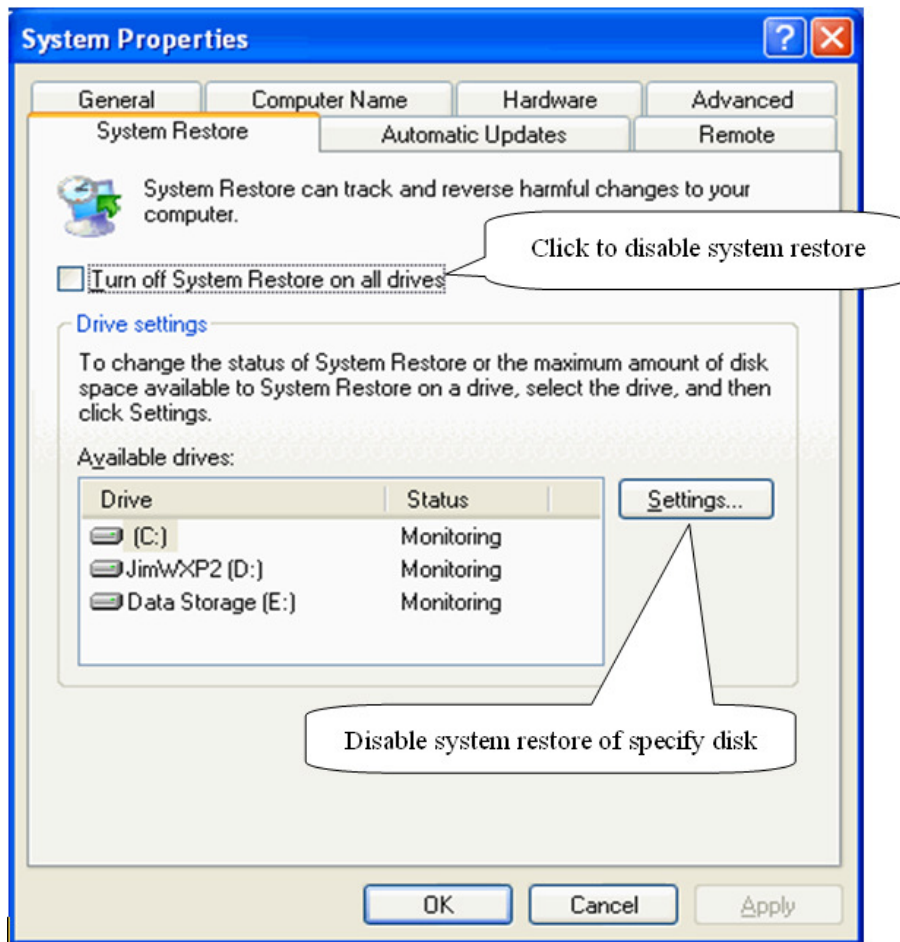 System Properties
General Computer Name Hardware Advanced
System Restore Automatic Updates Remote
System Restore can track and reverse harmful changes to your
computer.
Click to disable system restore
Turn off System Restore on all drives
Drive settings
To change the status of System Restore or the maximum amount of disk
space available to System Restore on a drive, select the drive, and then
click Settings.
Available drives:
Drive Status
Settings...
(C:) Monitoring
JimWXP2 (D:) Monitoring
Data Storage (E:) Monitoring
Disable system restore of specify disk
OK Cancel Apply